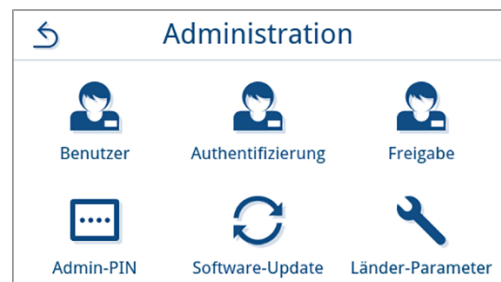 Administration
Benutzer Authentifizierung Freigabe
Admin-PIN Software-Update Länder-Parameter